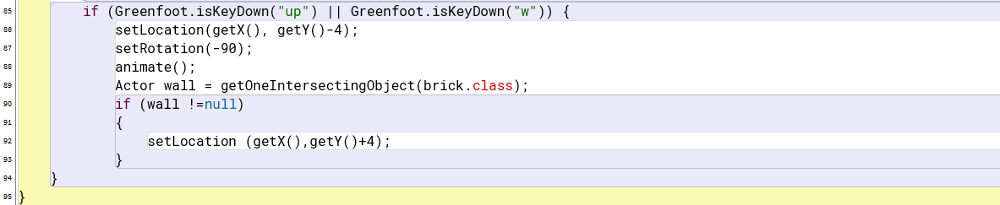 85 if (Greenfoot.isKeyDown("up") || Greenfoot.isKeyDown("w")) {
86 setLocation(getX(), getY()-4);
87 setRotation(-90);
88 animate();
89 Actor wall = getOneIntersectingObject(brick.class);
90 if (wall !=null)
91 {
92 setLocation (getX(),getY()+4);
93 }
94 }
95 }